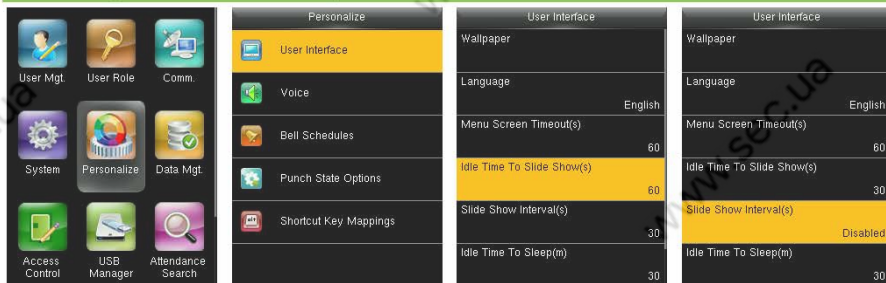 User Mgt.
User Role
Comm.
System
Personalize
Data Mgt.
Access
Control
USB
Manager
Attendance
Search
Personalize
User Interface
Voice
Bell Schedules
Punch State Options
Shortcut Key Mappings
User Interface
Wallpaper
Language
English
Menu Screen Timeout(s)
60
Idle Time To Slide Show(s)
60
Slide Show Interval(s)
30
Idle Time To Sleep(m)
30
User Interface
Wallpaper
Language
English
Menu Screen Timeout(s)
60
Idle Time To Slide Show(s)
30
Slide Show Interval(s)
Disabled
Idle Time To Sleep(m)
30
www.sec.ua